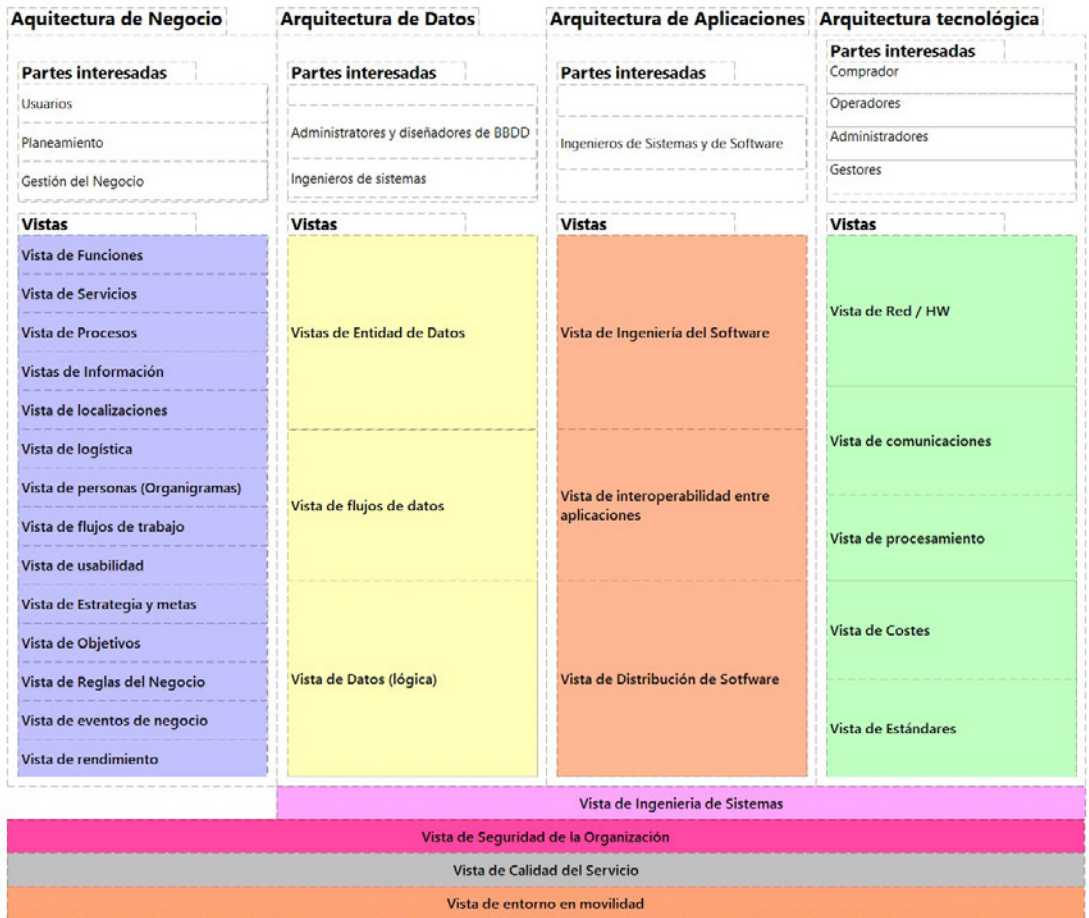 Aquitectura de Negocio
Partes interesadas
Usuarios
Planeamiento
Gestión del Negocio
Vistas
Vista de Funciones
Vista de Servicios
Vista de Procesos
Vistas de Información
Vista de localizaciones
Vista de logística
Vista de personas (Organigramas)
Vista de flujos de trabajo
Vista de usabilidad
Vista de Estrategia y metas
Vista de Objetivos
Vista de Reglas del Negocio
Vista de eventos de negocio
Vista de rendimiento
Arquitectura de Datos
Partes interesadas
Administratores y diseñadores de BBDD
Ingenieros de sistemas
Vistas
Vistas de Entidad de Datos
Vista de flujos de datos
Vista de Datos (lógica)
Arquitectura de Aplicaciones
Partes interesadas
Ingenieros de Sistemas y de Software
Vistas
Vista de Ingeniería del Software
Vista de interoperabilidad entre
aplicaciones
Vista de Distribución de Sotfware
Arquitectura tecnológica
Partes interesadas
Comprador
Operadores
Administradores
Gestores
Vistas
Vista de Red / HW
Vista de comunicaciones
Vista de procesamiento
Vista de Costes
Vista de Estándares
Vista de Ingenieria de Sistemas
Vista de Seguridad de la Organización
Vista de Calidad del Servicio
Vista de entorno en movilidad